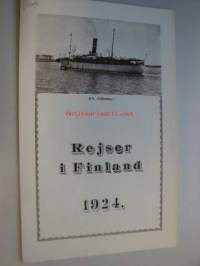 Rejser
i Finland
1924.